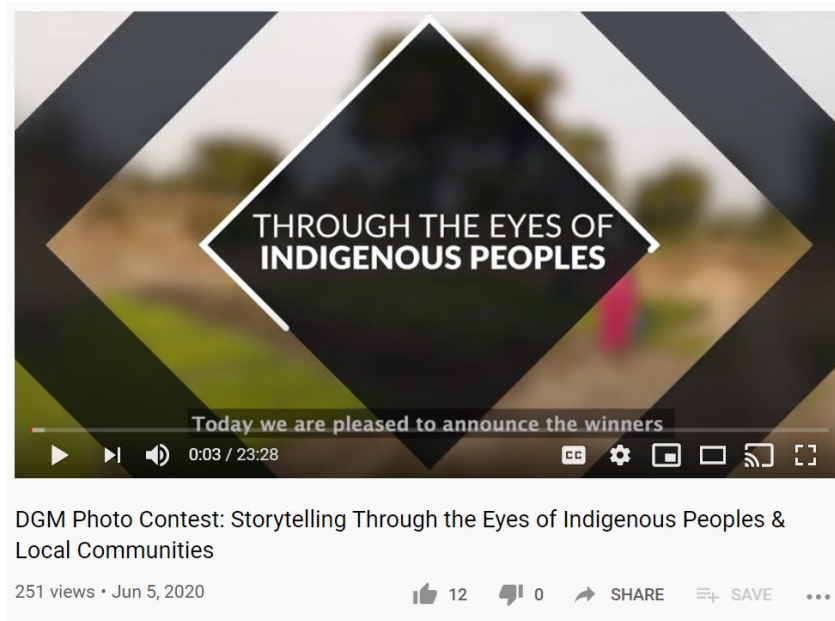 THROUGH THE EYES OF
INDIGENOUS PEOPLES
Today we are pleased to announce the winners
0:03 / 23:28
CC
DGM Photo Contest: Storytelling Through the Eyes of Indigenous Peoples &
Local Communities
251 views • Jun 5, 2020
12
0
SHARE
SAVE